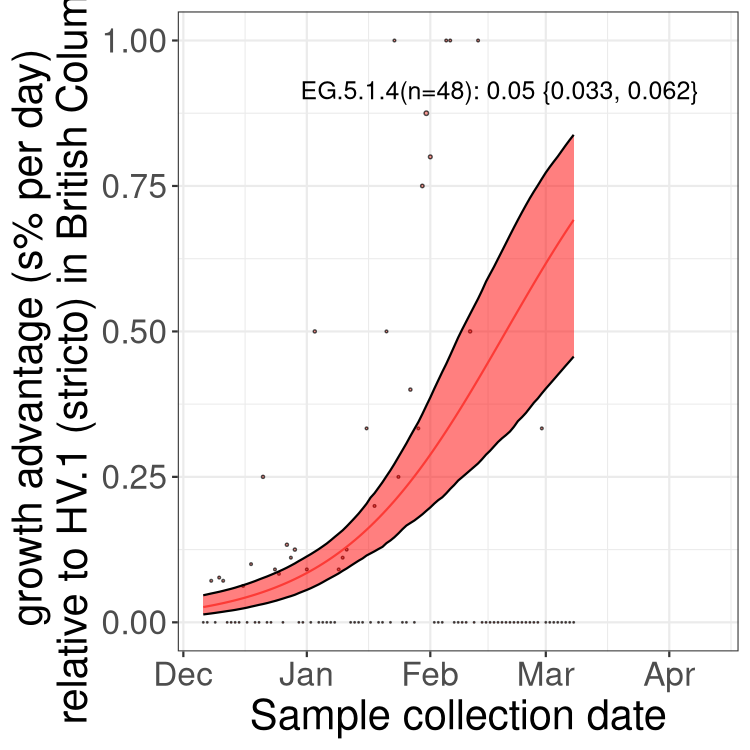 growth advantage (s% per day)
relative to HV.1 (stricto) in British Colum
1.00
0.75
0.50
0.25
0.00
EG.5.1.4(n=48): 0.05 {0.033, 0.062}
Dec Jan Feb Mar Apr
Sample collection date